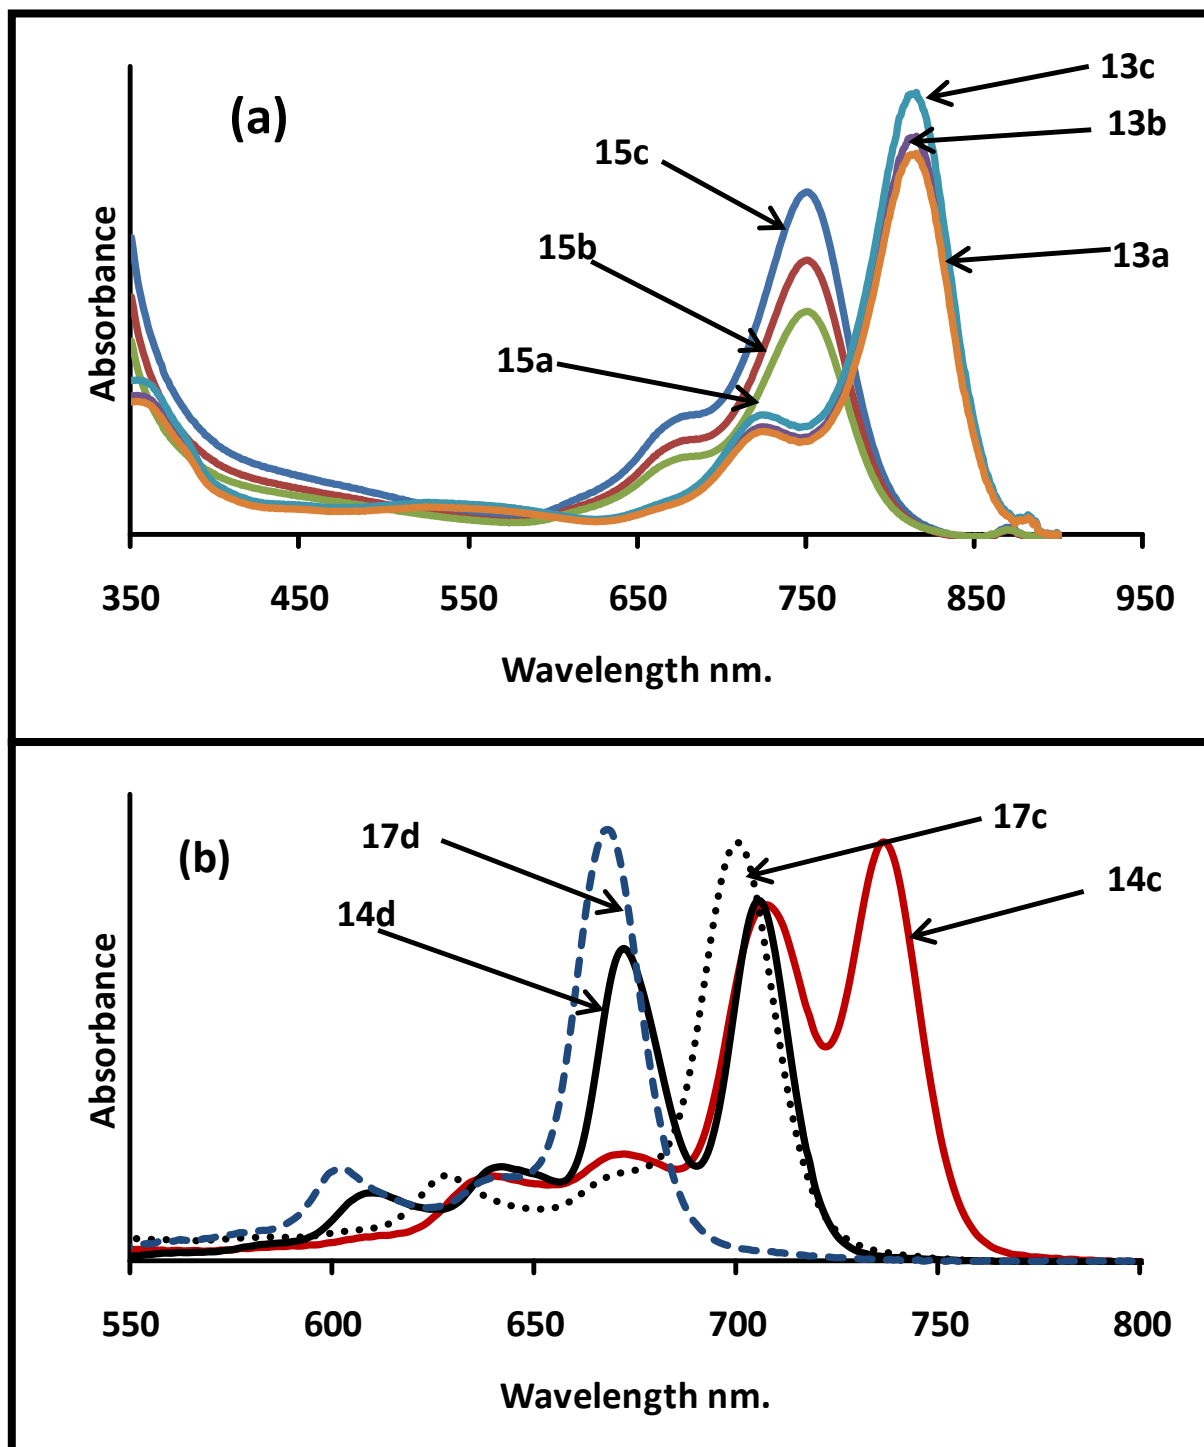 (a)
13c
13b
15c
15b
13a
15a
Absorbance
350 450 550 650 750 850 950
Wavelength nm.
(b)
17d
17c
14d
14c
Absorbance
550 600 650 700 750 800
Wavelength nm.